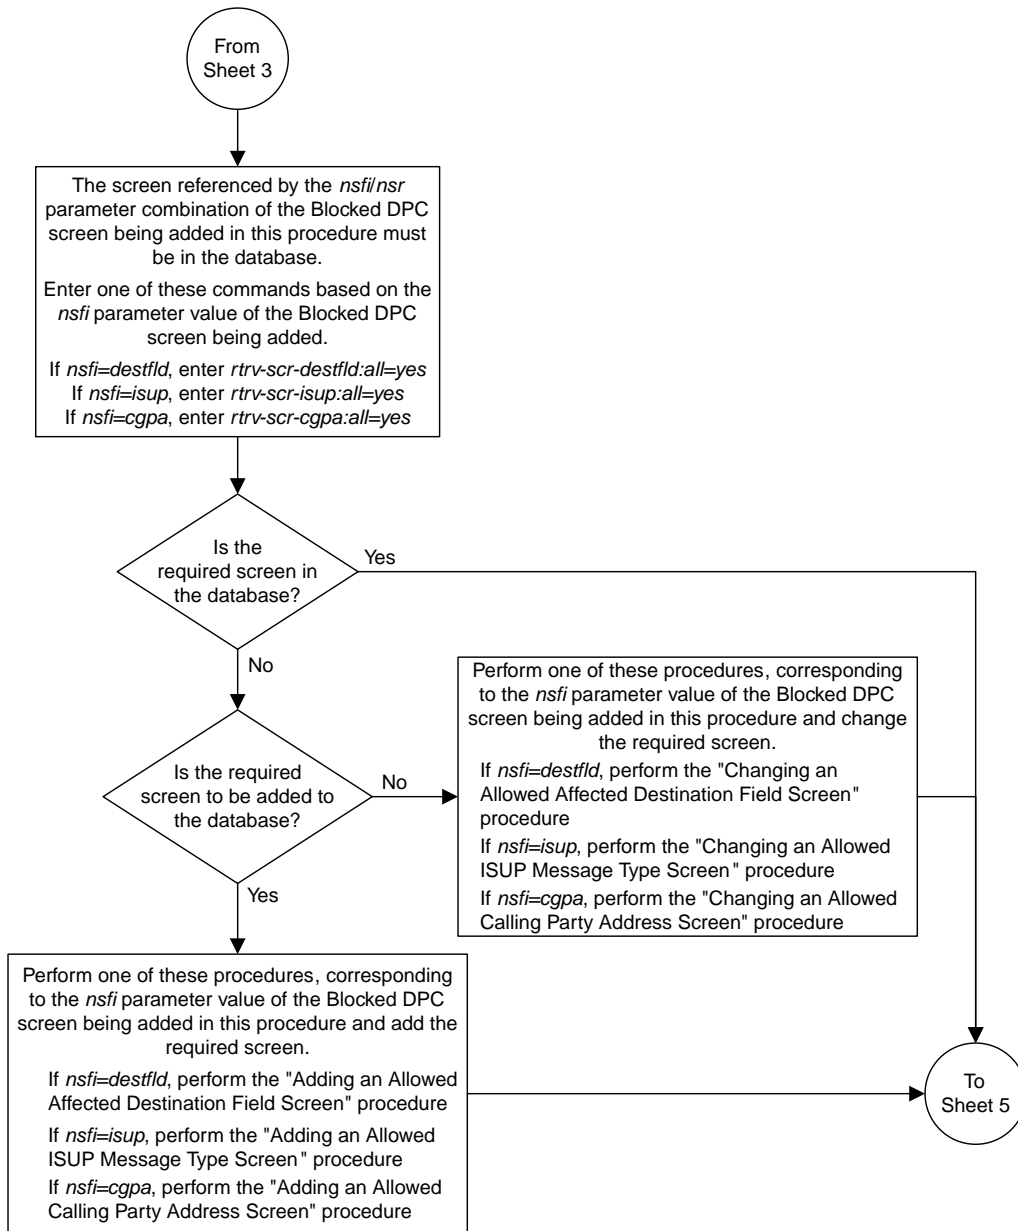 From
Sheet 3
The screen referenced by the nsfi/nsr
parameter combination of the Blocked DPC
screen being added in this procedure must
be in the database.
Enter one of these commands based on the
nsfi parameter value of the Blocked DPC
screen being added.
If nsfi=destfld, enter rtrv-scr-destfld:all=yes
If nsfi=isup, enter rtrv-scr-isup:all=yes
If nsfi=cgpa, enter rtrv-scr-cgpa:all=yes
Is the
required screen in
the database?
Yes
No
Is the required
screen to be added to
the database?
No
Yes
Perform one of these procedures, corresponding
to the nsfi parameter value of the Blocked DPC
screen being added in this procedure and change
the required screen.
If nsfi=destfld, perform the "Changing an
Allowed Affected Destination Field Screen"
procedure
If nsfi=isup, perform the "Changing an Allowed
ISUP Message Type Screen" procedure
If nsfi=cgpa, perform the "Changing an Allowed
Calling Party Address Screen" procedure
Perform one of these procedures, corresponding
to the nsfi parameter value of the Blocked DPC
screen being added in this procedure and add the
required screen.
If nsfi=destfld, perform the "Adding an Allowed
Affected Destination Field Screen" procedure
If nsfi=isup, perform the "Adding an Allowed
ISUP Message Type Screen" procedure
If nsfi=cgpa, perform the "Adding an Allowed
Calling Party Address Screen" procedure
To
Sheet 5